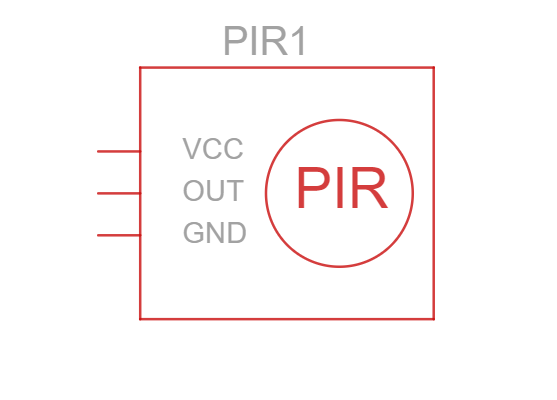 PIR1
VCC
OUT
GND
PIR